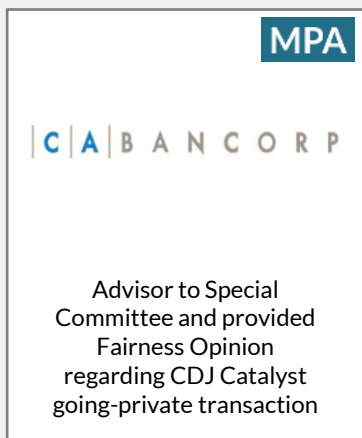 MPA
|C|A|BANCORP
Advisor to Special
Committee and provided
Fairness Opinion
regarding CDJ Catalyst
going-private transaction